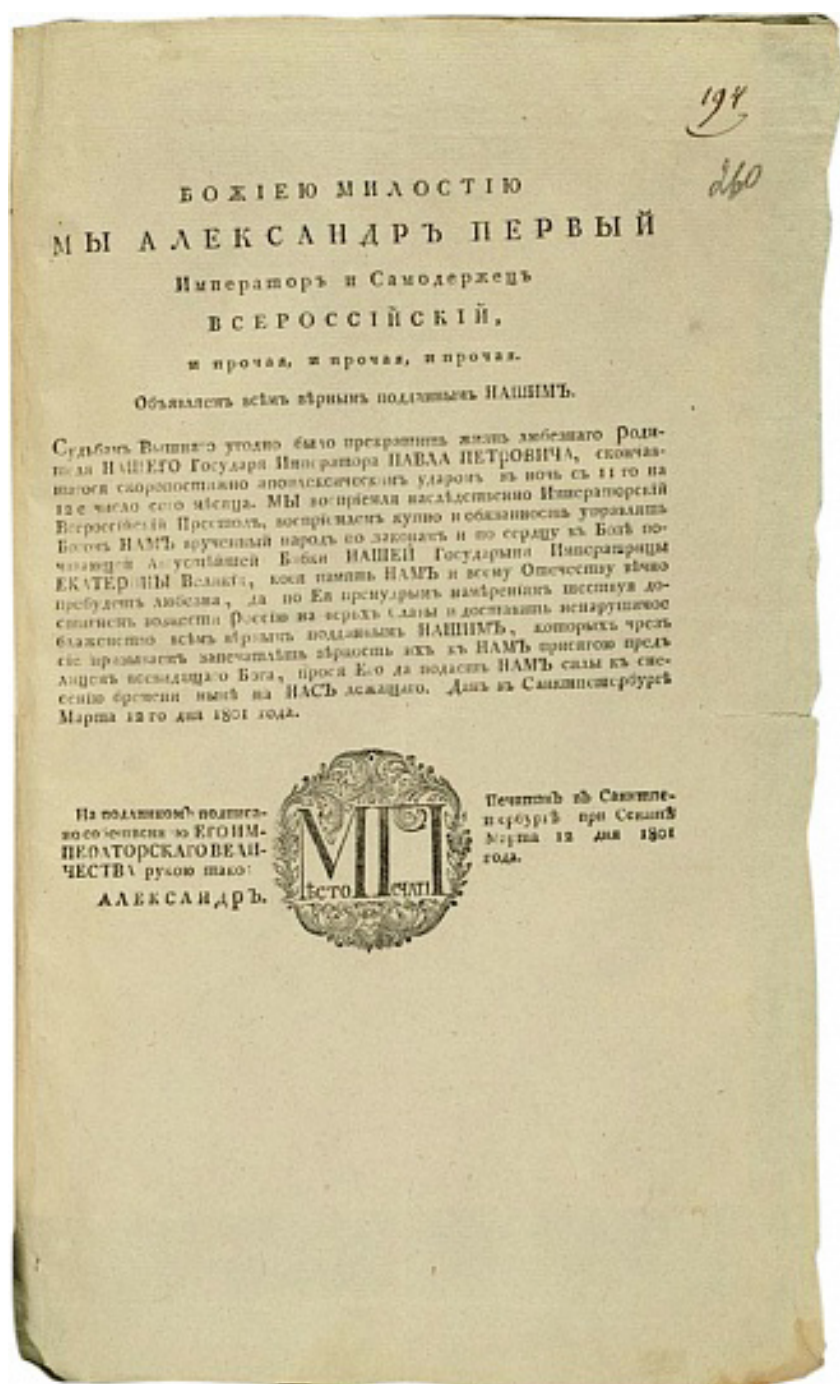 194
260
БОЖІЕЮ МИЛОСТІЮ
МЫ АЛЕКСАНДРЪ ПЕРВЫЙ
Императоръ и Самодержецъ
ВСЕРОССІЙСКІЙ,
и прочая, и прочая, и прочая.
Объявляемъ всѣмъ вѣрнымъ подданнымъ НАШИМЪ.
Судьбамъ Вышняго угодно было прекратить жизнь любезнаго Роди-
теля НАШЕГО Государя Императора ПАВЛА ПЕТРОВИЧА, скончав-
шагося скоропостижно апоплексическимъ ударомъ въ ночь съ 11 го на
12 е число сего мѣсяца. МЫ воспріемля наслѣдственно Императорскій
Всероссійскій Престолъ, воспріемлемъ купно и обязанность управлять
Богомъ НАМЪ врученный народъ по законамъ и по сердцу въ Бозѣ по-
чивающей Августѣйшей Бабки НАШЕЙ Государыни Императрицы
ЕКАТЕРИНЫ Великія, коея память НАМЪ и всему Отечеству вѣчно
пребудетъ любезна, да по Ея премудрымъ намѣреніямъ шествуя до-
стигнемъ вознести Россію на верьхъ славы и доставить ненарушимое
блаженство всѣмъ вѣрнымъ подданнымъ НАШИМЪ, которыхъ чрезъ
сіе призываемъ запечатлѣть вѣрность ихъ къ НАМЪ присягою предъ
лицемъ всевидящаго Бога, прося Его да подастъ НАМЪ силы къ сне-
сенію бремени нынѣ на НАСЪ лежащаго. Данъ въ Санктпетербургѣ
Марта 12 го дня 1801 года.
На подлинномъ подписа-
но собственною ЕГО ИМ-
ПЕРАТОРСКАГО ВЕЛИ-
ЧЕСТВА рукою тако:
АЛЕКСАНДРЪ.
МѢСТО ПЕЧАТИ
Печатанъ въ Санктпе-
тербургѣ при Сенатѣ
Марта 12 дня 1801
года.